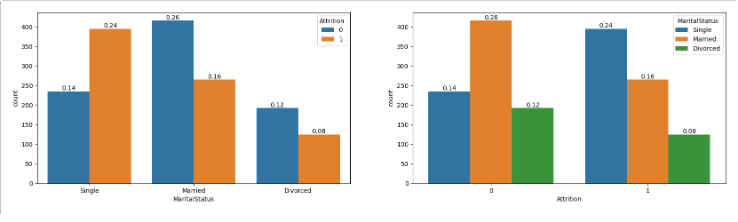 400
350
300
250
200
150
100
50
0
count
0.14
0.24
0.26
0.16
0.12
0.08
Attrition
0
1
Single
Married
Divorced
MaritalStatus
400
350
300
250
200
150
100
50
0
count
0.14
0.26
0.12
0.24
0.16
0.08
MaritalStatus
Single
Married
Divorced
0
1
Attrition